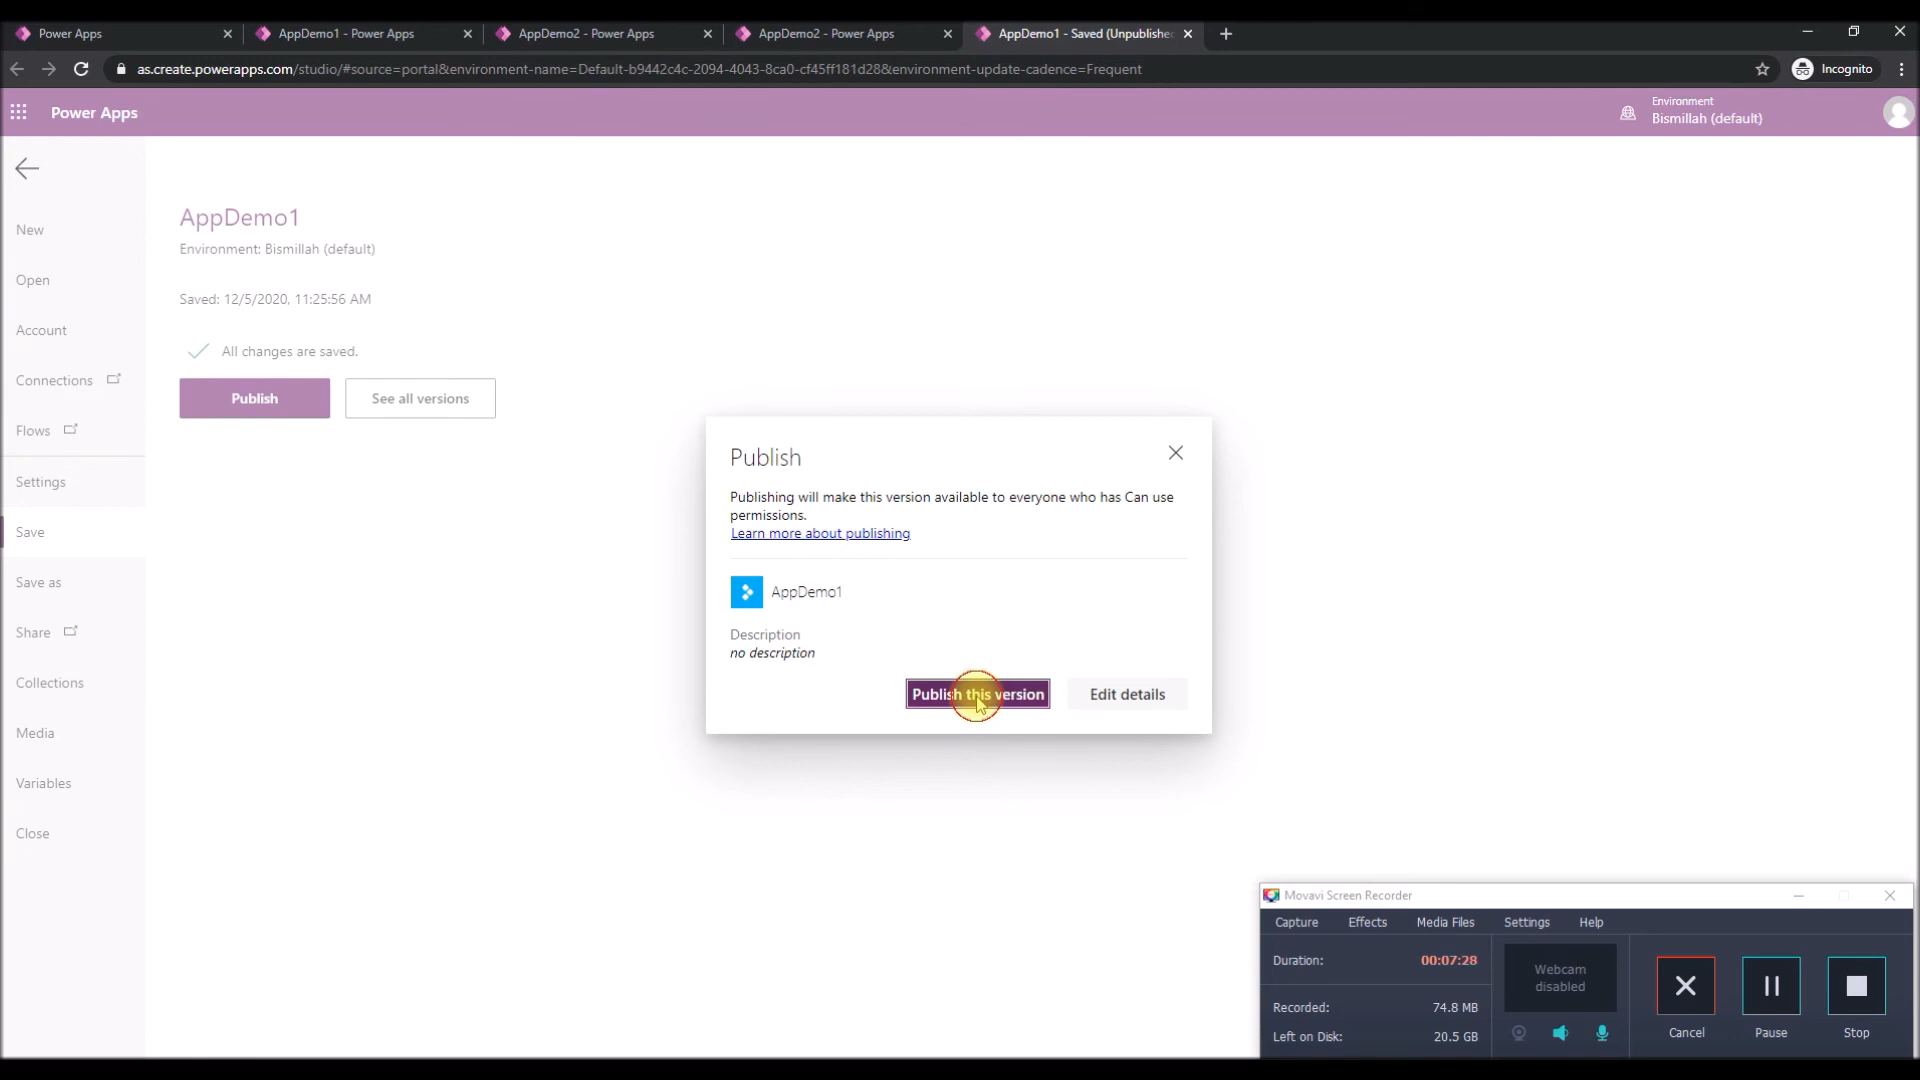 Power Apps
AppDemo1 - Power Apps
AppDemo2 - Power Apps
AppDemo2 - Power Apps
AppDemo1 - Saved (Unpublished
as.create.powerapps.com/studio/#source=portal&environment-name=Default-b9442c4c-2094-4043-8ca0-cf45ff181d28&environment-update-cadence=Frequent
Incognito
Power Apps
Environment
Bismillah (default)
New
Open
Account
Connections
Flows
Settings
Save
Save as
Share
Collections
Media
Variables
Close
AppDemo1
Environment: Bismillah (default)
Saved: 12/5/2020, 11:25:56 AM
All changes are saved.
Publish
See all versions
Publish
Publishing will make this version available to everyone who has Can use
permissions.
Learn more about publishing
AppDemo1
Description
no description
Publish this version
Edit details
Movavi Screen Recorder
Capture
Effects
Media Files
Settings
Help
Duration:
00:07:28
Recorded:
74.8 MB
Left on Disk:
20.5 GB
Webcam
disabled
Cancel
Pause
Stop